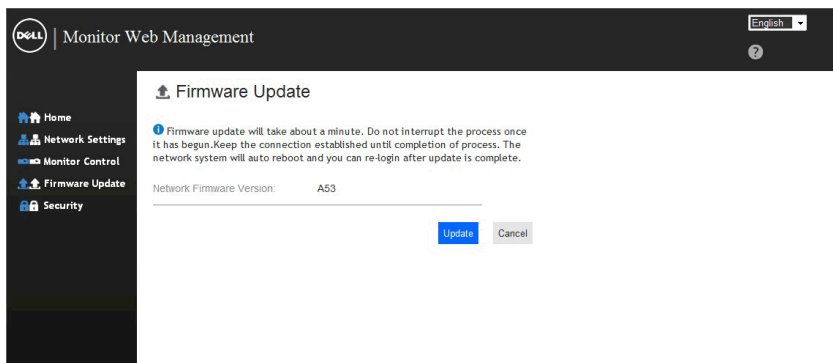 DELL
Monitor Web Management
English
?
Home
Network Settings
Monitor Control
Firmware Update
Security
Firmware Update
Firmware update will take about a minute. Do not interrupt the process once
it has begun.Keep the connection established until completion of process. The
network system will auto reboot and you can re-login after update is complete.
Network Firmware Version: A53
Update Cancel